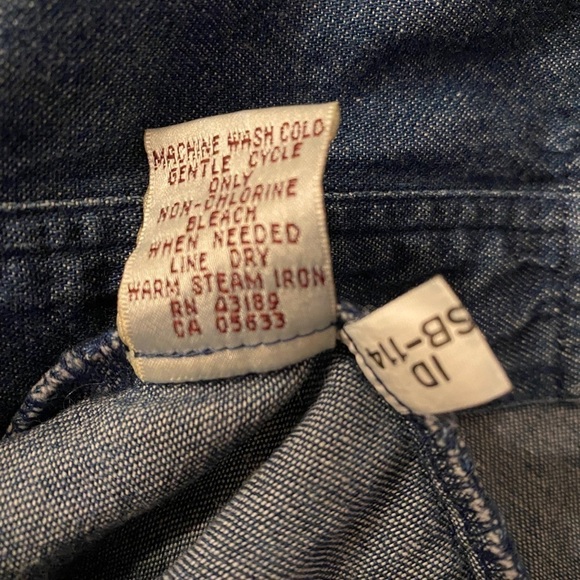 MACHINE WASH COLD
GENTLE CYCLE
ONLY
NON-CHLORINE
BLEACH
WHEN NEEDED
LINE DRY
WARM STEAM IRON
RN 43189
CA 05633
ID
SB-114